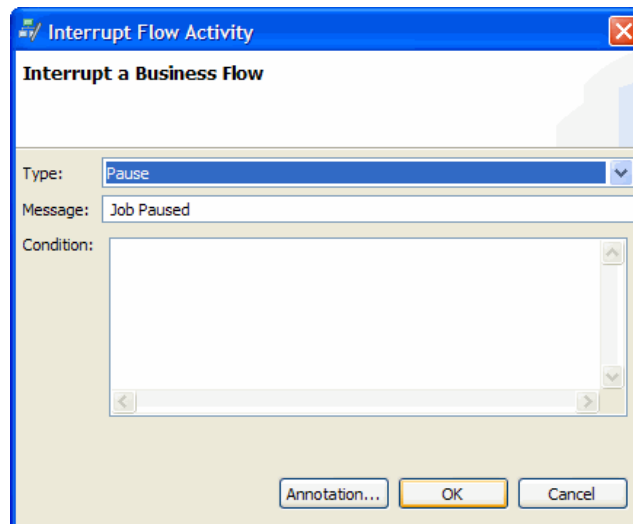 Interrupt Flow Activity
Interrupt a Business Flow
Type: Pause
Message: Job Paused
Condition:
Annotation... OK Cancel